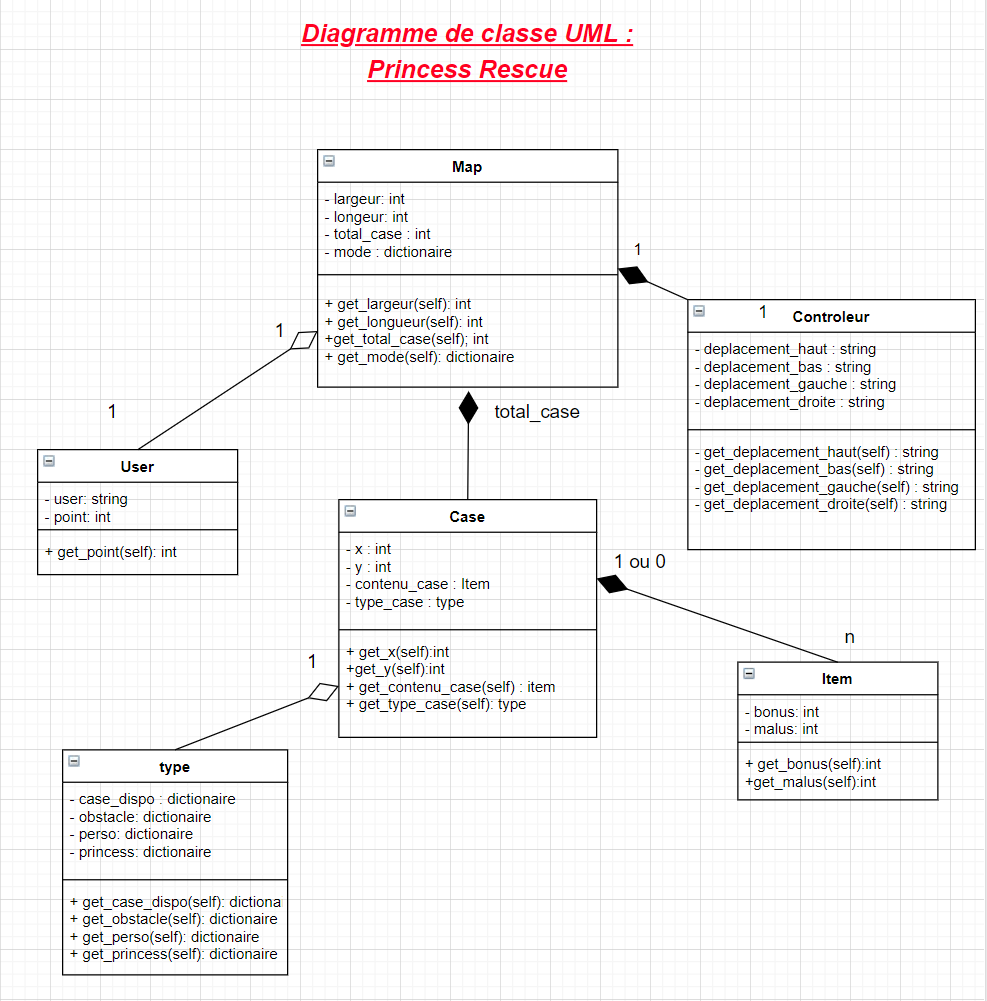 Diagramme de classe UML :
Princess Rescue
Map
- largeur: int
- longeur: int
- total_case : int
- mode : dictionaire
+ get_largeur(self): int
+ get_longueur(self): int
+get_total_case(self); int
+ get_mode(self): dictionaire
1
1
Controleur
- deplacement_haut : string
- deplacement_bas : string
- deplacement_gauche : string
- deplacement_droite : string
- get_deplacement_haut(self) : string
- get_deplacement_bas(self) : string
- get_deplacement_gauche(self) : string
- get_deplacement_droite(self) : string
1
1
User
- user: string
- point: int
+ get_point(self): int
total_case
Case
- x : int
- y : int
- contenu_case : Item
- type_case : type
+ get_x(self):int
+get_y(self):int
+ get_contenu_case(self) : item
+ get_type_case(self): type
1 ou 0
n
Item
- bonus: int
- malus: int
+ get_bonus(self):int
+get_malus(self):int
1
type
- case_dispo : dictionaire
- obstacle: dictionaire
- perso: dictionaire
- princess: dictionaire
+ get_case_dispo(self): dictiona
+ get_obstacle(self): dictionaire
+ get_perso(self): dictionaire
+ get_princess(self): dictionaire